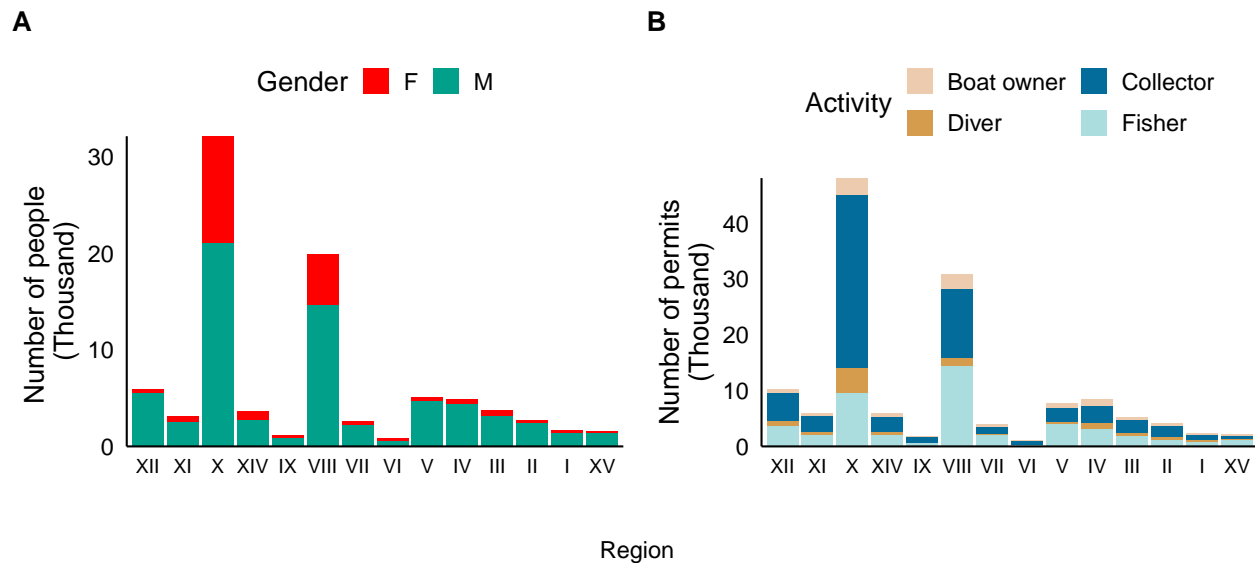 A
Gender F M
Number of people
(Thousand)
30
20
10
0
XII XI X XIV IX VIII VII VI V IV III II I XV
B
Activity
Boat owner Collector
Diver Fisher
Number of permits
(Thousand)
40
30
20
10
0
XII XI X XIV IX VIII VII VI V IV III II I XV
Region